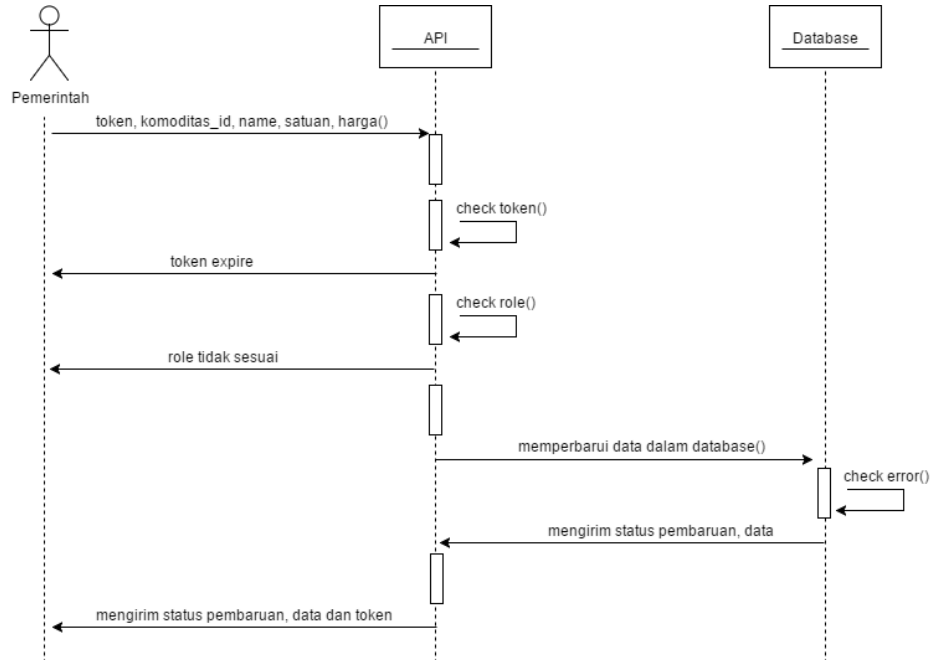 API
Database
Pemerintah
token, komoditas_id, name, satuan, harga()
check token()
token expire
check role()
role tidak sesuai
memperbarui data dalam database()
check error()
mengirim status pembaruan, data
mengirim status pembaruan, data dan token